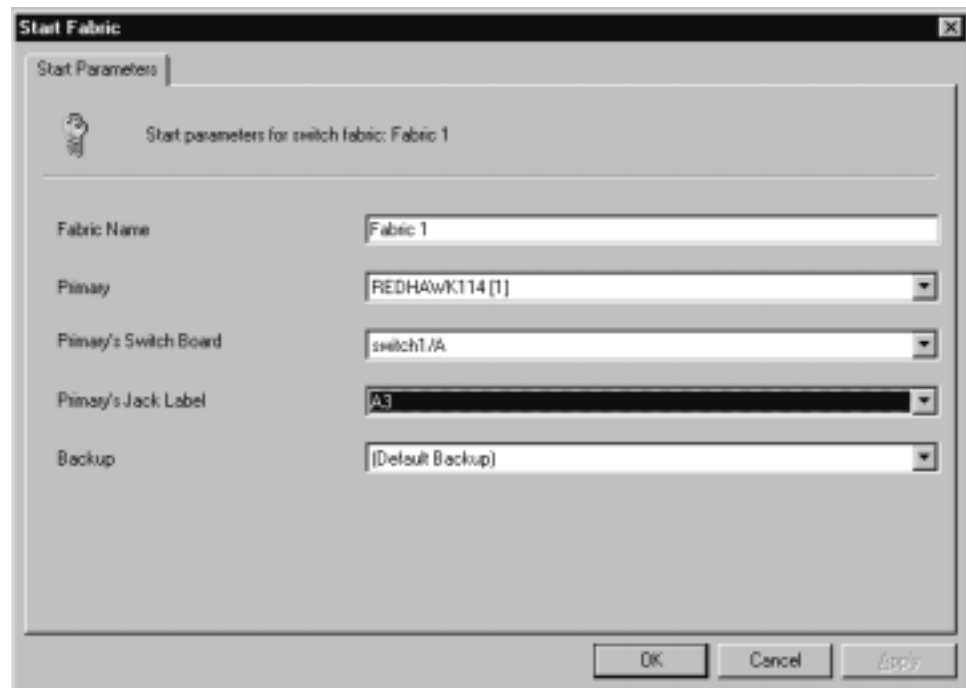 Start Fabric
Start Parameters
Start parameters for switch fabric: Fabric 1
Fabric Name
Fabric 1
Primary
REDHAWK114 [1]
Primary's Switch Board
switch1/A
Primary's Jack Label
A3
Backup
(Default Backup)
OK
Cancel
Apply